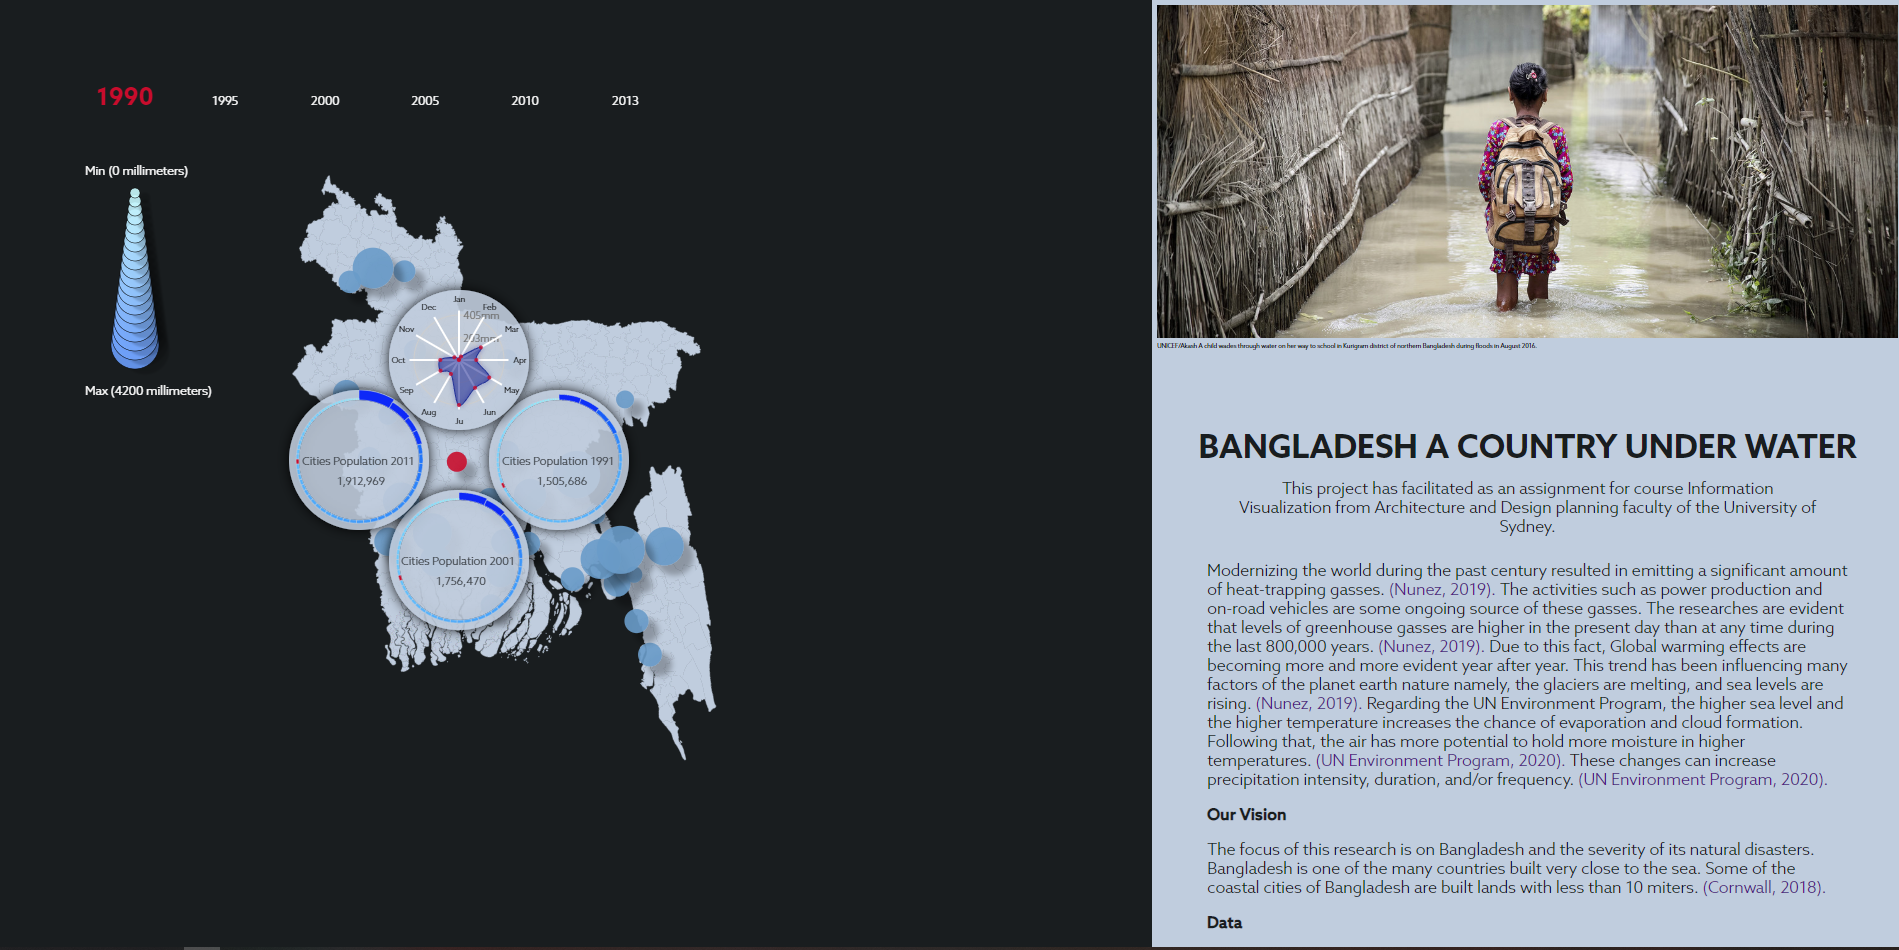 1990
1995
2000
2005
2010
2013
Min (0 millimeters)
Max (4200 millimeters)
Jan
Feb
Mar
Apr
May
Jun
Ju
Aug
Sep
Oct
Nov
Dec
405mm
203mm
Cities Population 2011
1,912,969
Cities Population 1991
1,505,686
Cities Population 2001
1,756,470
UNICEF/Akash A child wades through water on her way to school in Kurigram district of northern Bangladesh during floods in August 2016.
BANGLADESH A COUNTRY UNDER WATER
This project has facilitated as an assignment for course Information
Visualization from Architecture and Design planning faculty of the University of
Sydney.
Modernizing the world during the past century resulted in emitting a significant amount
of heat-trapping gasses. (Nunez, 2019). The activities such as power production and
on-road vehicles are some ongoing source of these gasses. The researches are evident
that levels of greenhouse gasses are higher in the present day than at any time during
the last 800,000 years. (Nunez, 2019). Due to this fact, Global warming effects are
becoming more and more evident year after year. This trend has been influencing many
factors of the planet earth nature namely, the glaciers are melting, and sea levels are
rising. (Nunez, 2019). Regarding the UN Environment Program, the higher sea level and
the higher temperature increases the chance of evaporation and cloud formation.
Following that, the air has more potential to hold more moisture in higher
temperatures. (UN Environment Program, 2020). These changes can increase
precipitation intensity, duration, and/or frequency. (UN Environment Program, 2020).
Our Vision
The focus of this research is on Bangladesh and the severity of its natural disasters.
Bangladesh is one of the many countries built very close to the sea. Some of the
coastal cities of Bangladesh are built lands with less than 10 miters. (Cornwall, 2018).
Data